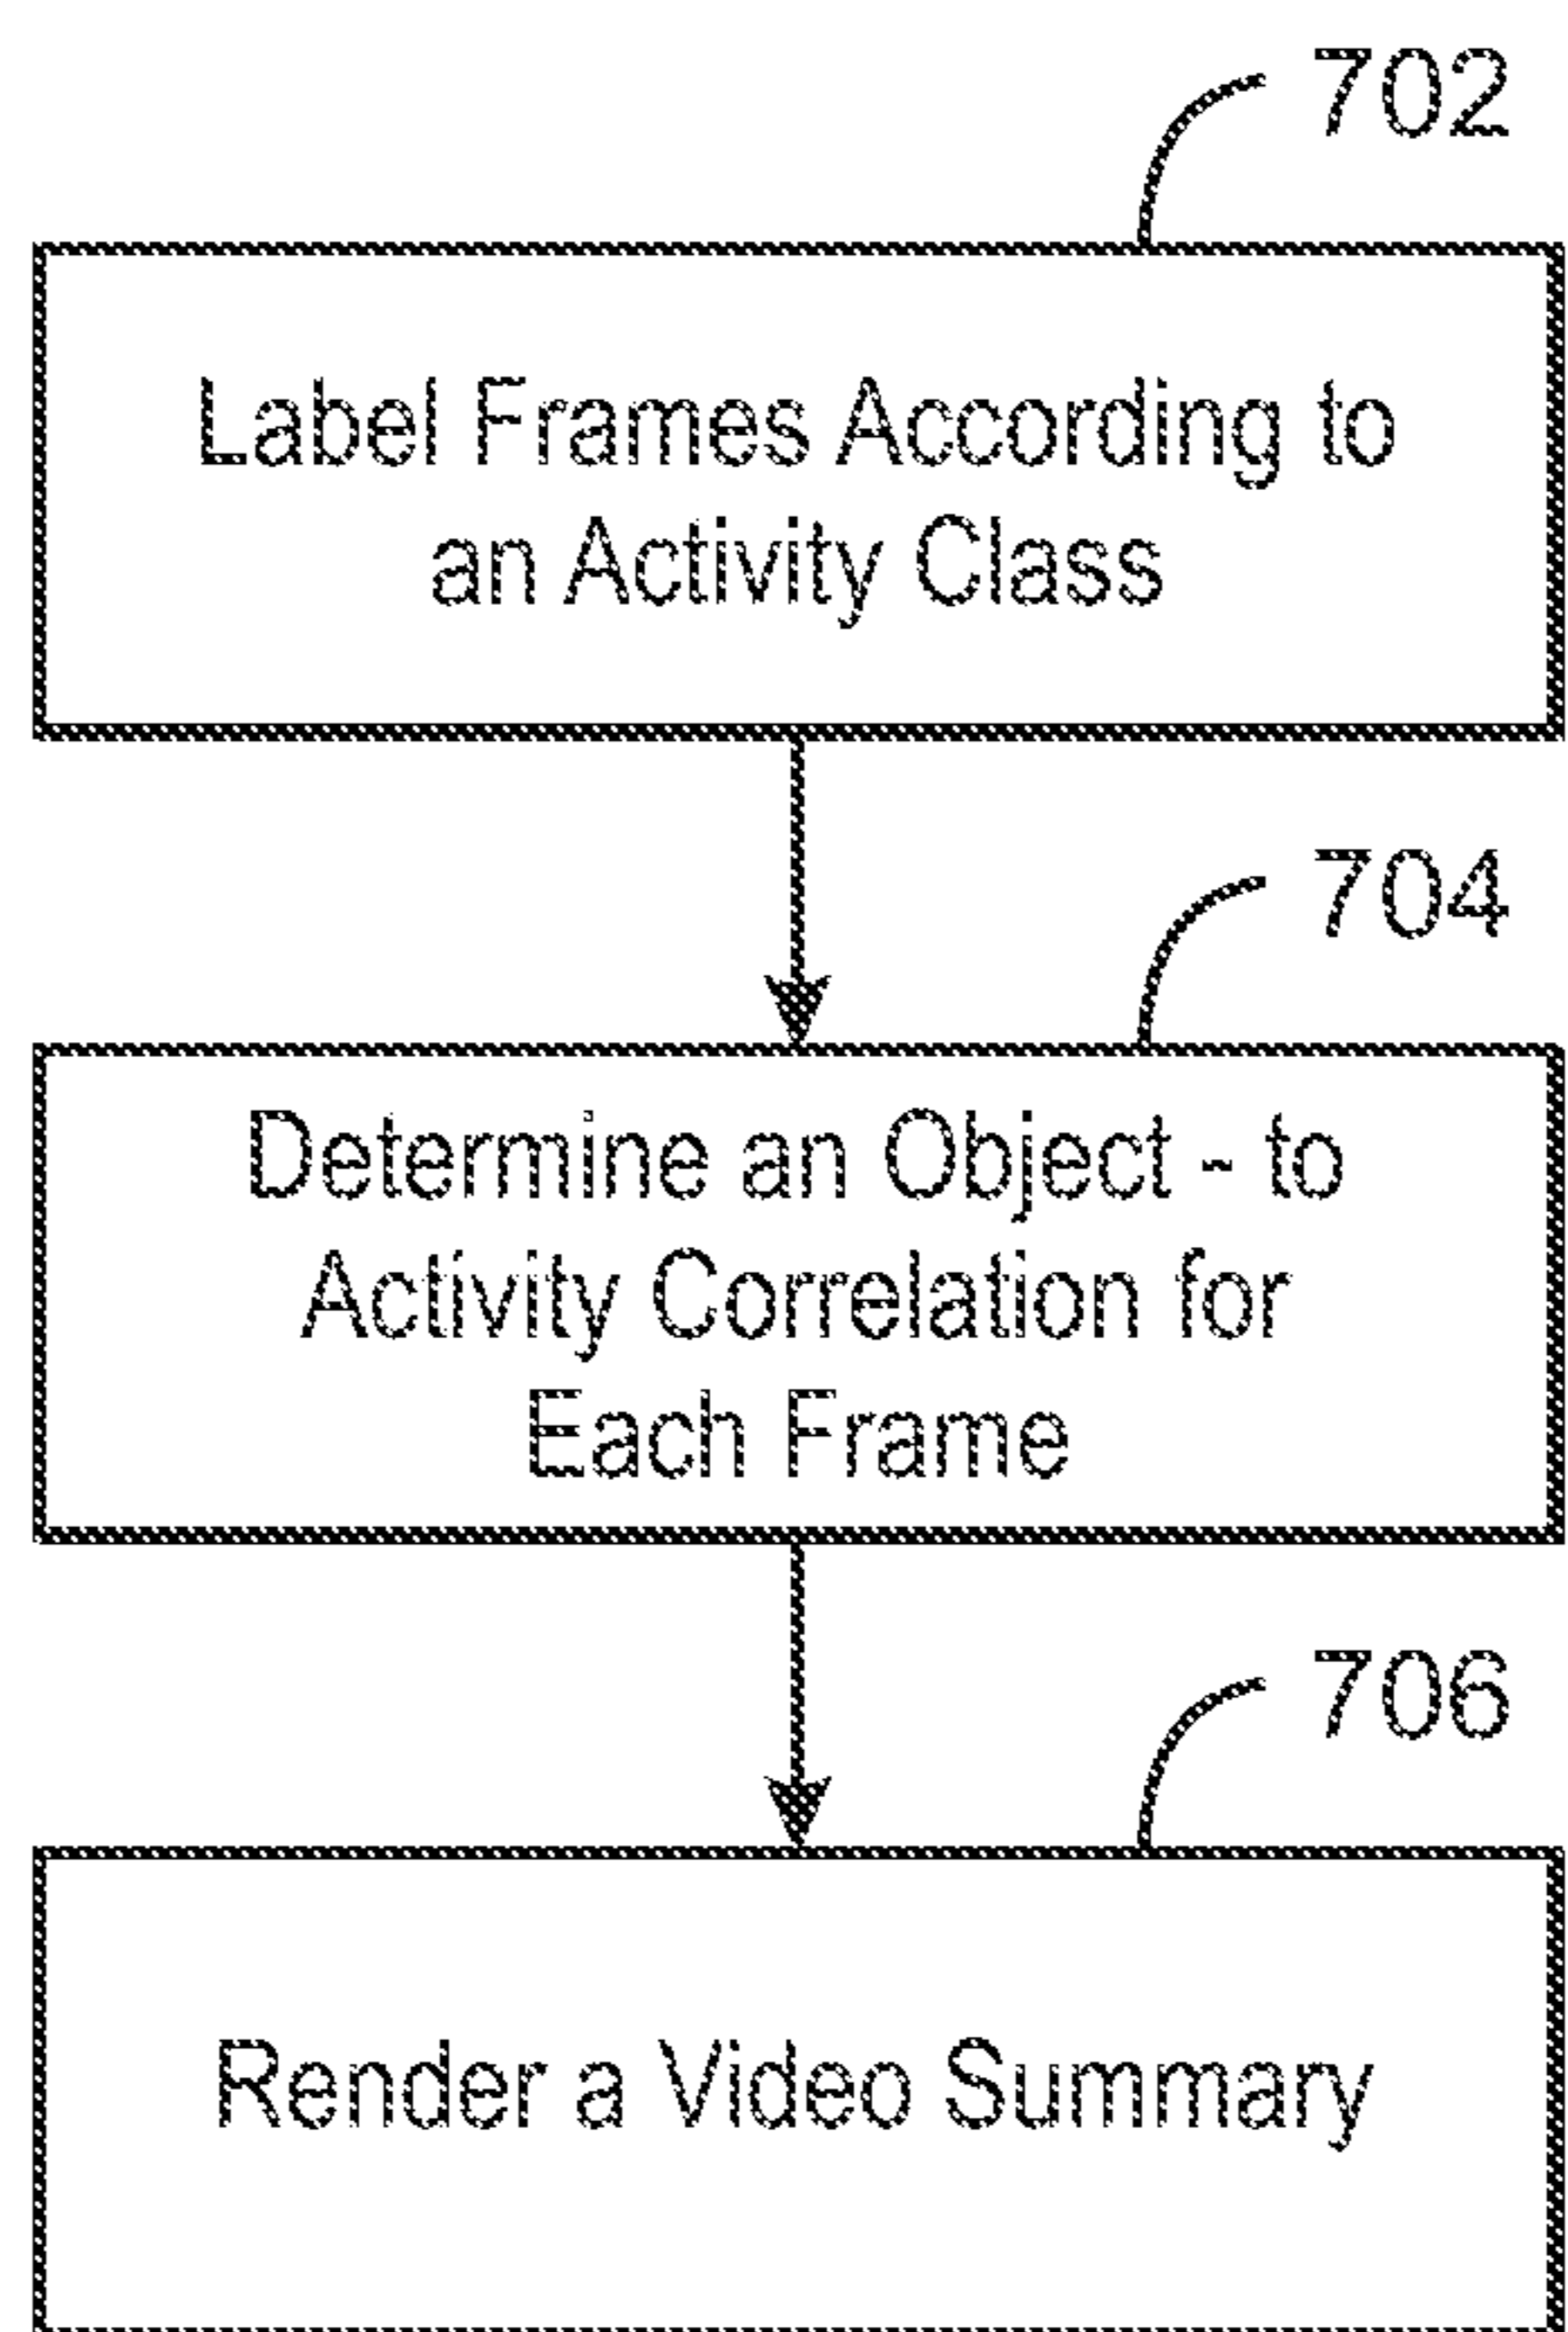 702
Label Frames According to
an Activity Class
704
Determine an Object - to
Activity Correlation for
Each Frame
706
Render a Video Summary